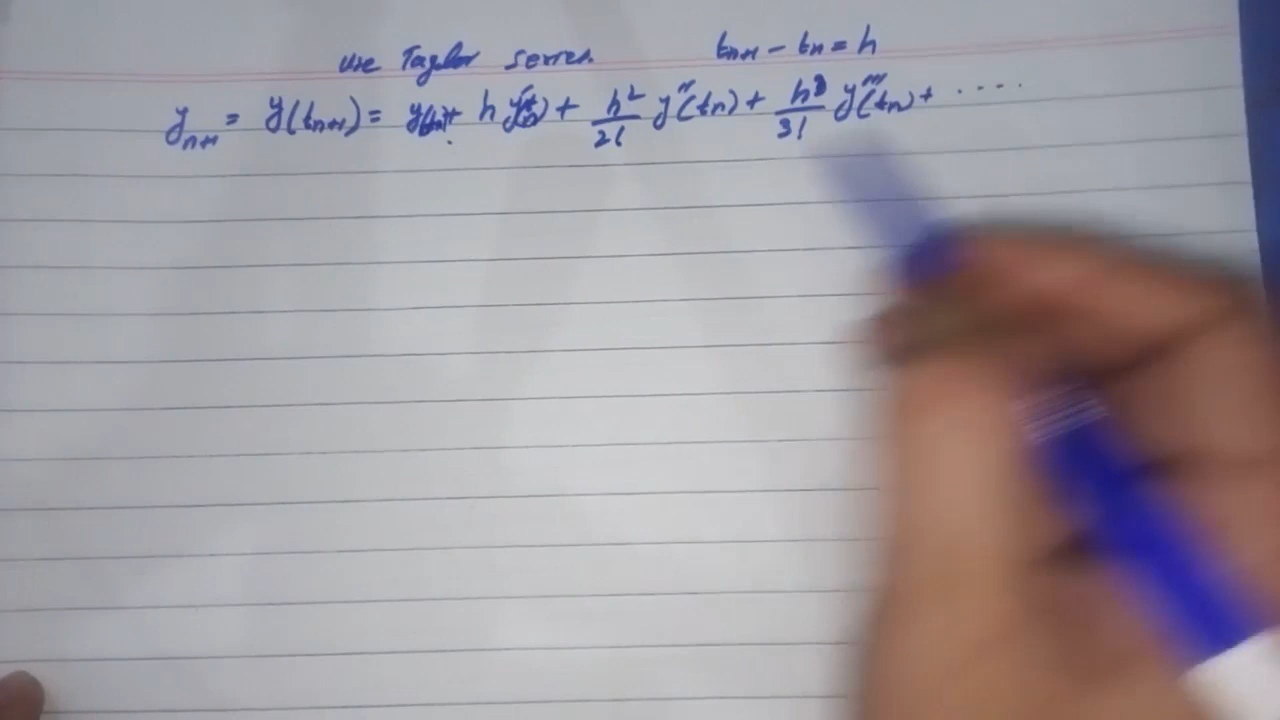 use Taylor series tn+1 - tn = h
yn+1 = y(tn+1) = y(tn)+ h y'(tn) + h²/2! y''(tn) + h³/3! y'''(tn) + ....